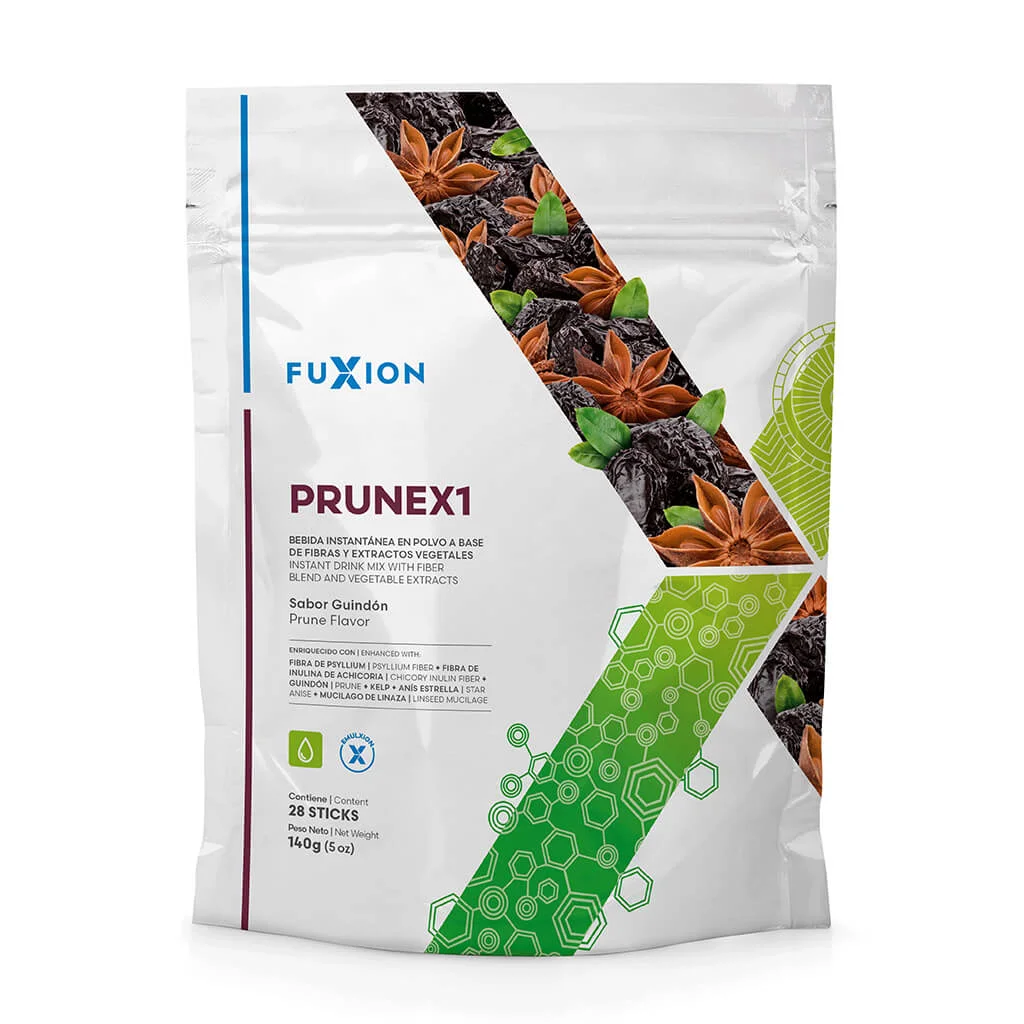 FUXION
PRUNEX1
BEBIDA INSTANTÁNEA EN POLVO A BASE
DE FIBRAS Y EXTRACTOS VEGETALES
INSTANT DRINK MIX WITH FIBER
BLEND AND VEGETABLE EXTRACTS
Sabor Guindón
Prune Flavor
ENRIQUECIDO CON | ENHANCED WITH:
FIBRA DE PSYLLIUM | PSYLLIUM FIBER + FIBRA DE
INULINA DE ACHICORIA | CHICORY INULIN FIBER +
GUINDÓN | PRUNE + KELP + ANÍS ESTRELLA | STAR
ANISE + MUCILAGO DE LINAZA | LINSEED MUCILAGE
EMULXION
X
Contiene | Content
28 STICKS
Peso Neto | Net Weight
140g (5 oz)